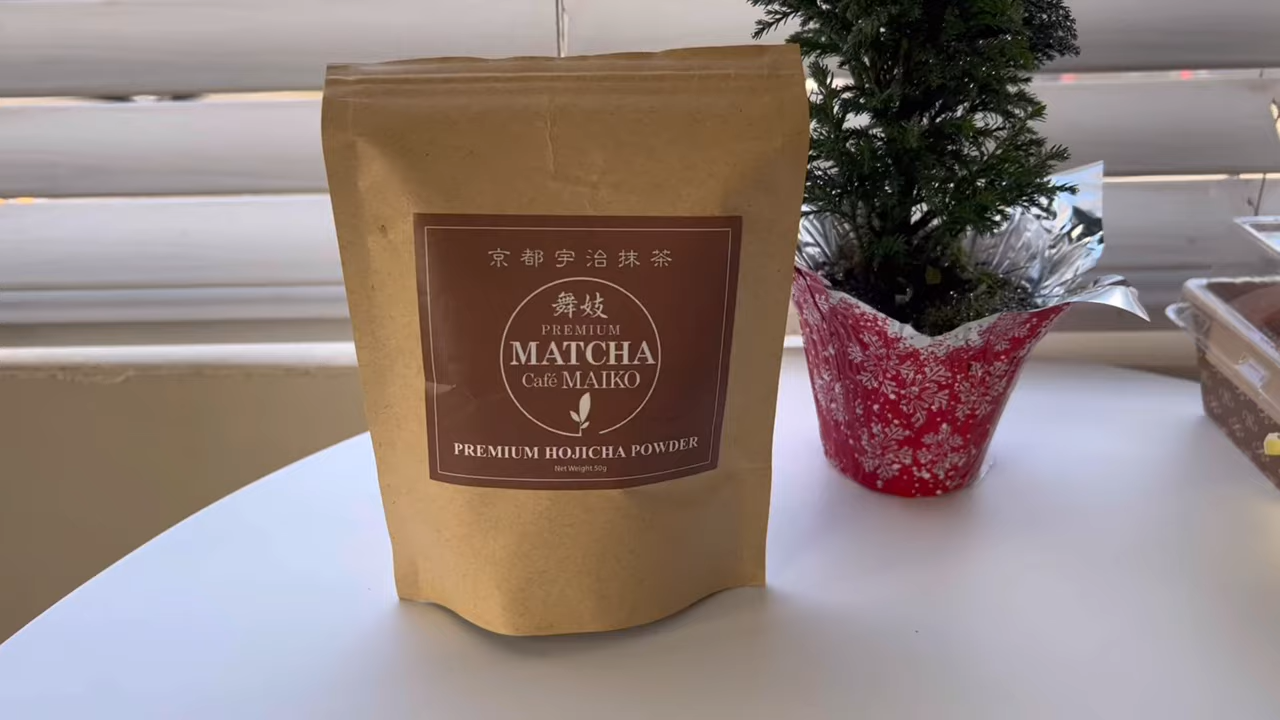 京都宇治抹茶
舞妓
PREMIUM
MATCHA
Café MAIKO
PREMIUM HOJICHA POWDER
Net Weight 50g